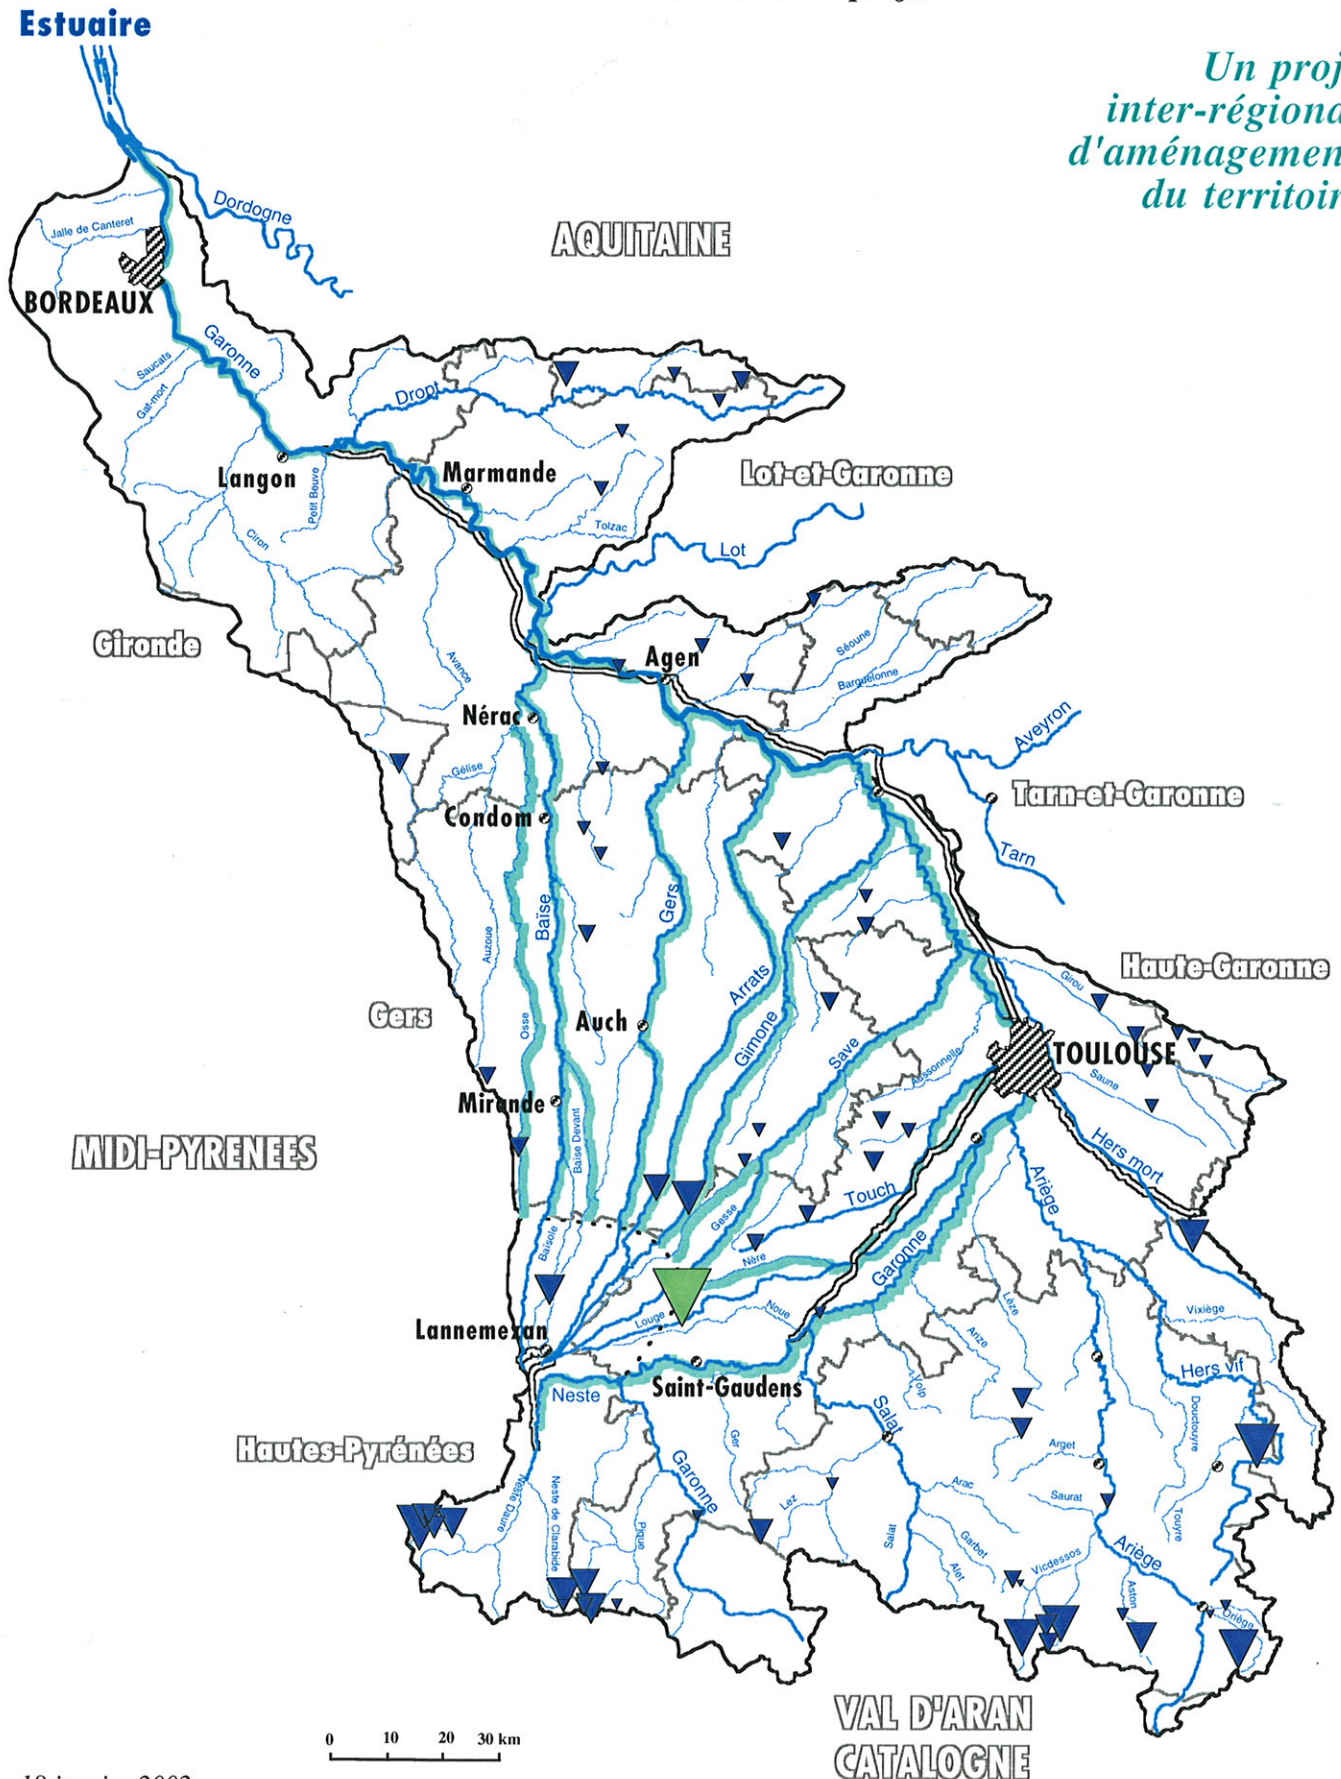 Estuaire
Un proj
inter-régiona
d'aménagemen
du territoir
Dordogne
Jalle de Canteret
AQUITAINE
BORDEAUX
Garonne
Saucats
Gat-mort
Dropt
Langon
Marmande
Lot-et-Garonne
Petit Beuve
Ciron
Tolzac
Lot
Gironde
Avance
Agen
Séoune
Barguelonne
Nérac
Aveyron
Gélise
Tarn-et-Garonne
Condom
Tarn
Baïse
Gers
Auzoue
Haute-Garonne
Arrats
Girou
Gers
Osse
Auch
Gimone
Save
TOULOUSE
Aussonnelle
Saune
Mirande
Baïse Devant
MIDI-PYRENEES
Hers mort
Touch
Ariège
Gesse
Baïsole
Nère
Garonne
Louge
Noue
Lèze
Vixiège
Lannemezan
Arize
Hers vif
Neste
Saint-Gaudens
Volp
Salat
Douctouyre
Hautes-Pyrénées
Ger
Arget
Garonne
Neste Daure
Neste de Clarabide
Lez
Arac
Saurat
Touyre
Pique
Salat
Garbet
Alet
Vicdessos
Ariège
Aston
Oriège
VAL D'ARAN
CATALOGNE
0 10 20 30 km